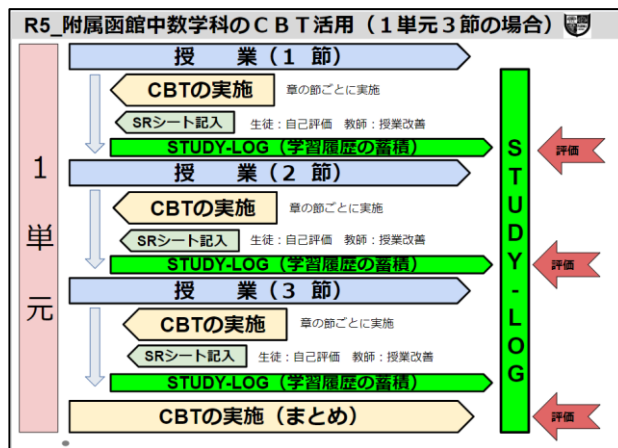 R5_附属函館中数学科のCBT活用（1単元3節の場合）
授　業（1 節）
CBTの実施　章の節ごとに実施
SRシート記入　生徒：自己評価　教師：授業改善
STUDY-LOG（学習履歴の蓄積）
授　業（2 節）
CBTの実施　章の節ごとに実施
SRシート記入　生徒：自己評価　教師：授業改善
STUDY-LOG（学習履歴の蓄積）
授　業（3 節）
CBTの実施　章の節ごとに実施
SRシート記入　生徒：自己評価　教師：授業改善
STUDY-LOG（学習履歴の蓄積）
CBTの実施（まとめ）
1単元
STUDY-LOG
評価
評価
評価